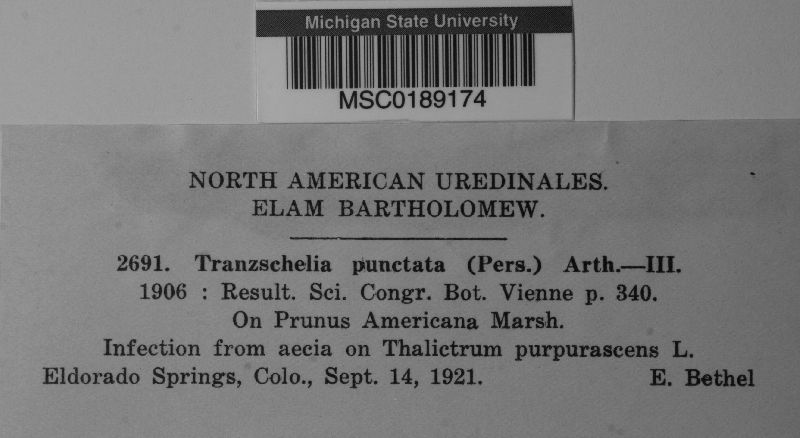 Michigan State University
MSC0189174
NORTH AMERICAN UREDINALES.
ELAM BARTHOLOMEW.
2691. Tranzschelia punctata (Pers.) Arth.—III.
1906 : Result. Sci. Congr. Bot. Vienne p. 340.
On Prunus Americana Marsh.
Infection from aecia on Thalictrum purpurascens L.
Eldorado Springs, Colo., Sept. 14, 1921. E. Bethel